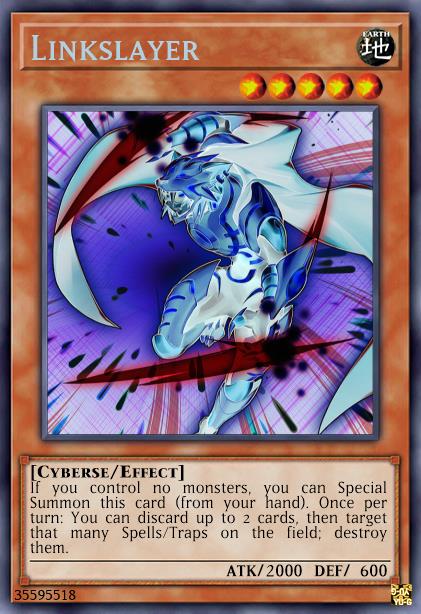 LINKSLAYER
EARTH
地
[CYBERSE/EFFECT]
If you control no monsters, you can Special
Summon this card (from your hand). Once per
turn: You can discard up to 2 cards, then target
that many Spells/Traps on the field; destroy
them.
ATK/2000 DEF/ 600
35595518